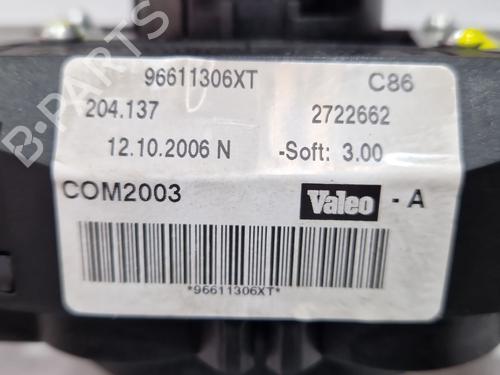 96611306XT C86
204.137 2722662
12.10.2006 N -Soft: 3.00
COM2003 Valeo - A
*96611306XT*
B-PARTS